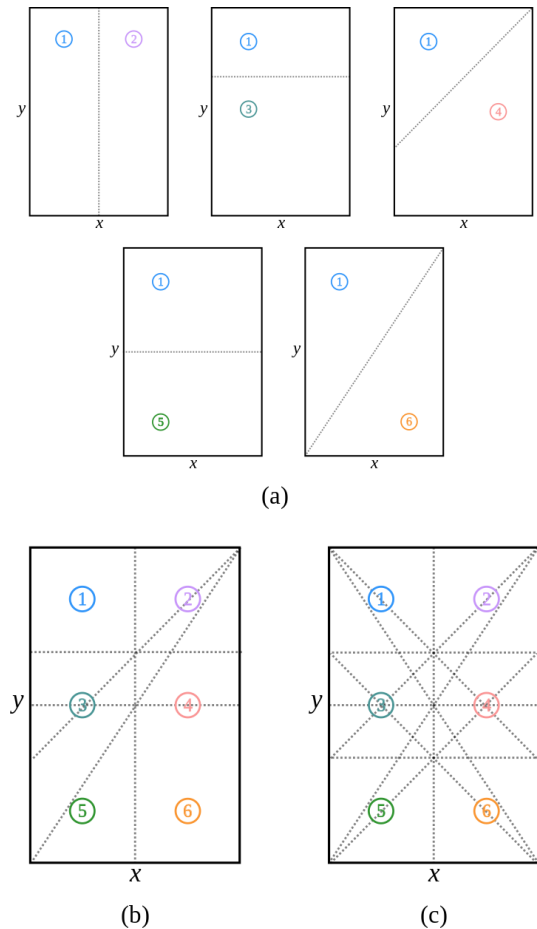 ① ②
y
x
①
y
③
x
①
y ④
x
①
y
⑤
x
①
y
⑥
x
(a)
① ②
y ③ ④
⑤ ⑥
x
(b)
① ②
y ③ ④
⑤ ⑥
x
(c)